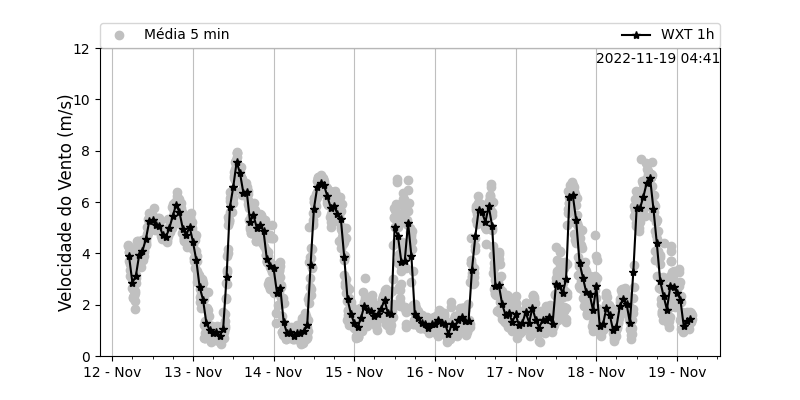 Média 5 min
WXT 1h
2022-11-19 04:41
Velocidade do Vento (m/s)
12
10
8
6
4
2
0
12 - Nov
13 - Nov
14 - Nov
15 - Nov
16 - Nov
17 - Nov
18 - Nov
19 - Nov